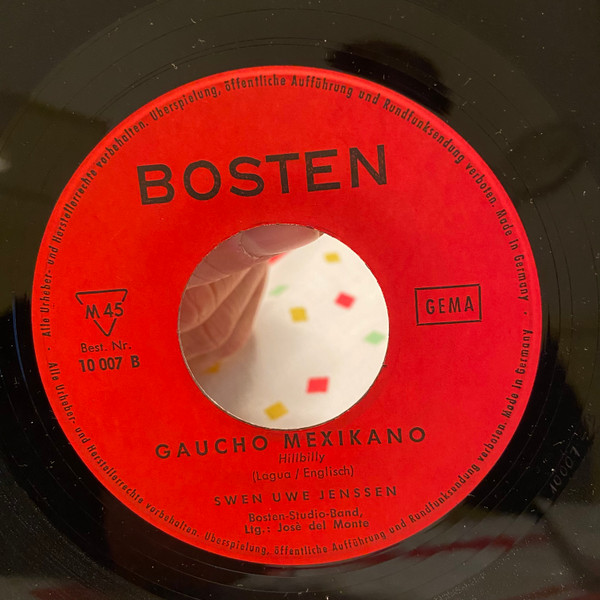 Alle Urheber- und Herstellerrechte vorbehalten. Überspielung, öffentliche Aufführung und Rundfunksendung verboten. Made in Germany ·
BOSTEN
M 45
GEMA
Best. Nr.
10 007 B
GAUCHO MEXIKANO
Hillbilly
(Lagua / Englisch)
SWEN UWE JENSSEN
Bosten-Studio-Band,
Ltg.: Josè del Monte
Alle Urheber- und Herstellerrechte vorbehalten. Überspielung, öffentliche Aufführung und Rundfunksendung verboten. Made in Germany ·